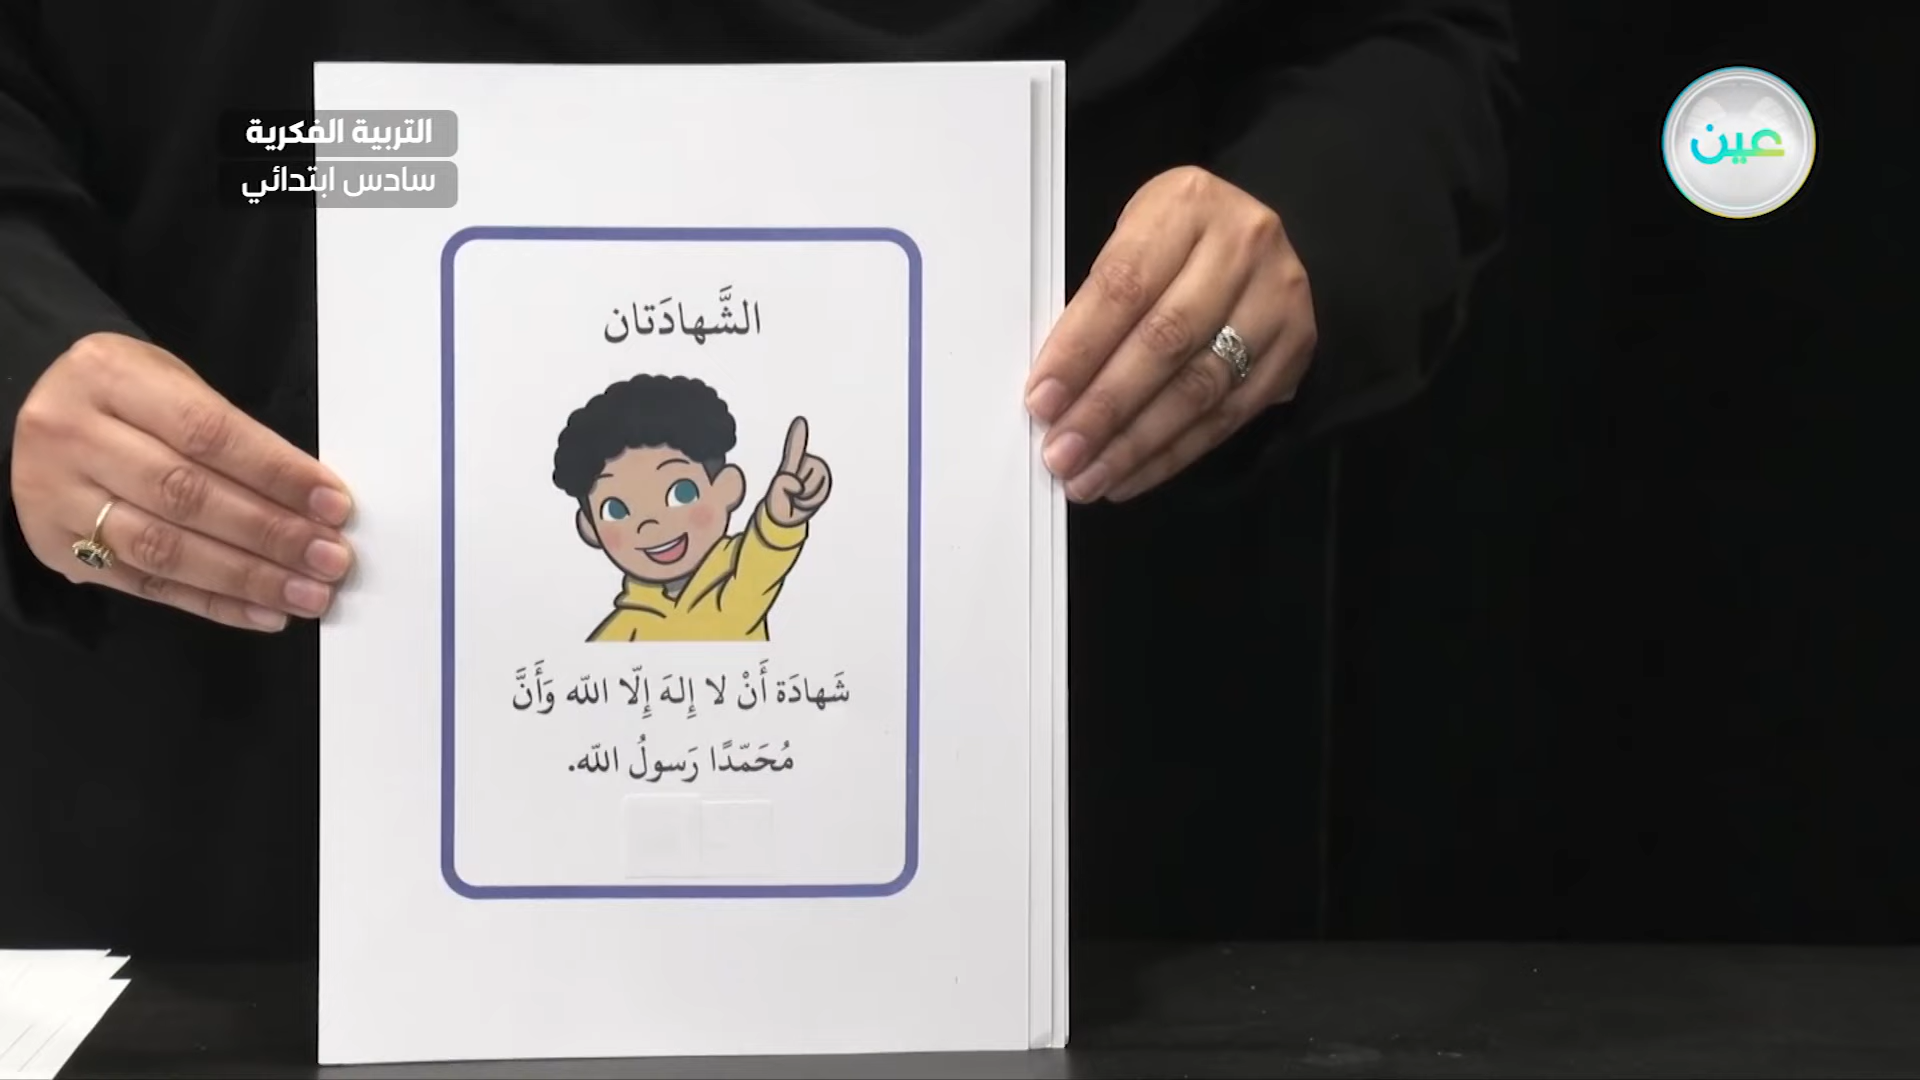 التربية الفكرية
سادس ابتدائي
عين
الشَّهادَتان
شَهادَة أَنْ لا إِلهَ إِلّا اللّه وَأَنَّ
مُحَمّدًا رَسولُ اللّه.